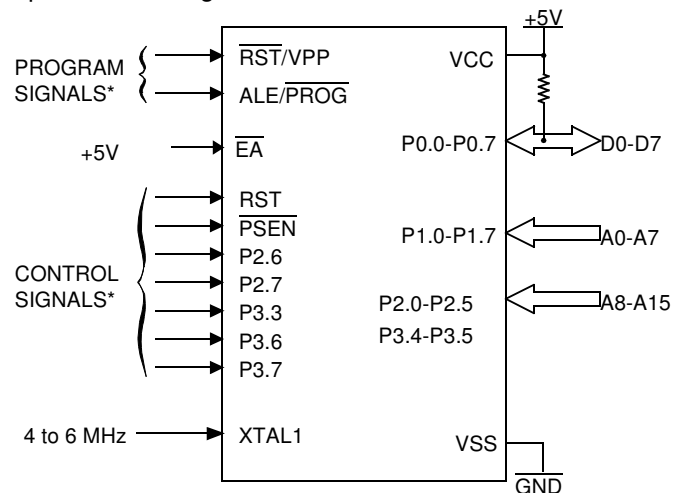 +5V
PROGRAM
SIGNALS*
RST/VPP
ALE/PROG
VCC
+5V
EA
P0.0-P0.7
D0-D7
CONTROL
SIGNALS*
RST
PSEN
P2.6
P2.7
P3.3
P3.6
P3.7
P1.0-P1.7
A0-A7
P2.0-P2.5
P3.4-P3.5
A8-A15
4 to 6 MHz
XTAL1
VSS
GND